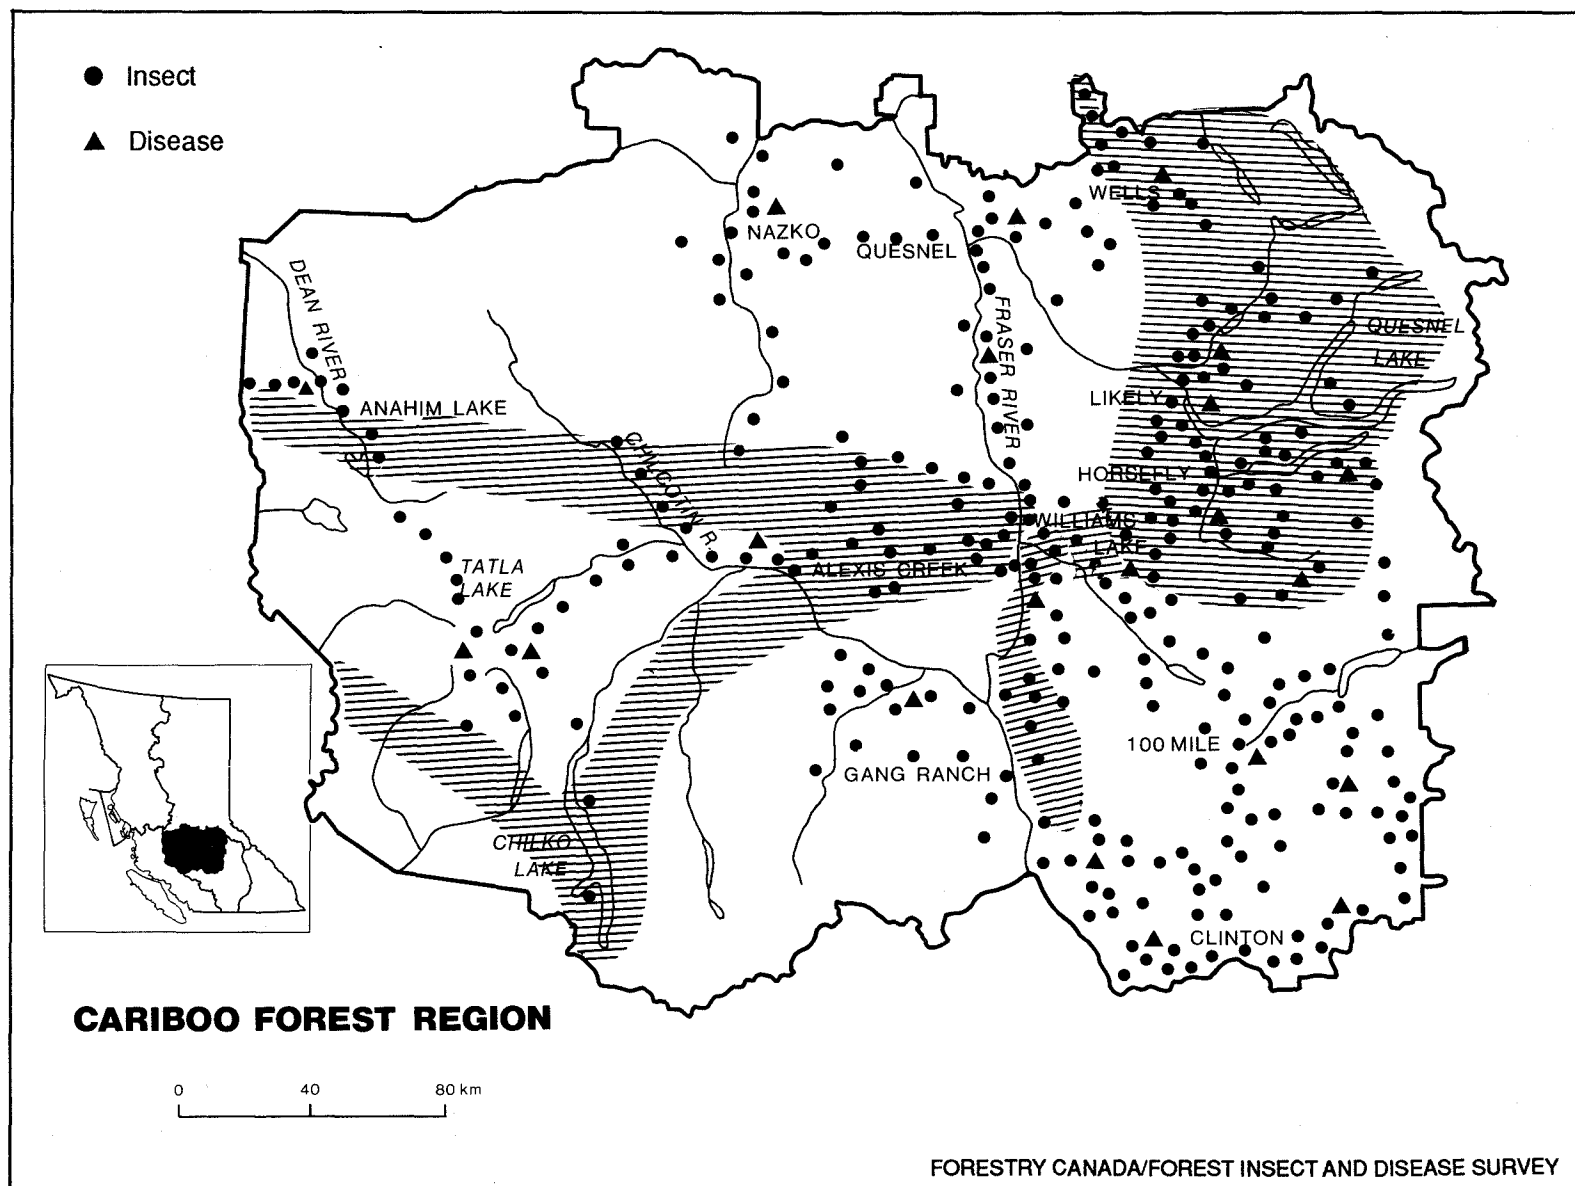 Insect
Disease
WELLS
NAZKO
QUESNEL
DEAN RIVER
FRASER RIVER
QUESNEL
LAKE
LIKELY
ANAHIM LAKE
CHILCOTIN R.
HORSEFLY
WILLIAMS
LAKE
TATLA
LAKE
ALEXIS CREEK
100 MILE
GANG RANCH
CHILKO
LAKE
CLINTON
CARIBOO FOREST REGION
0 40 80 km
FORESTRY CANADA/FOREST INSECT AND DISEASE SURVEY